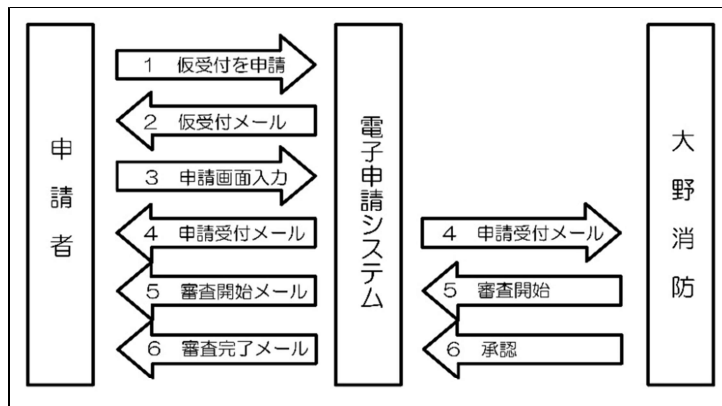 申請者
1 仮受付を申請
2 仮受付メール
3 申請画面入力
4 申請受付メール
5 審査開始メール
6 審査完了メール
電子申請システム
4 申請受付メール
5 審査開始
6 承認
大野消防